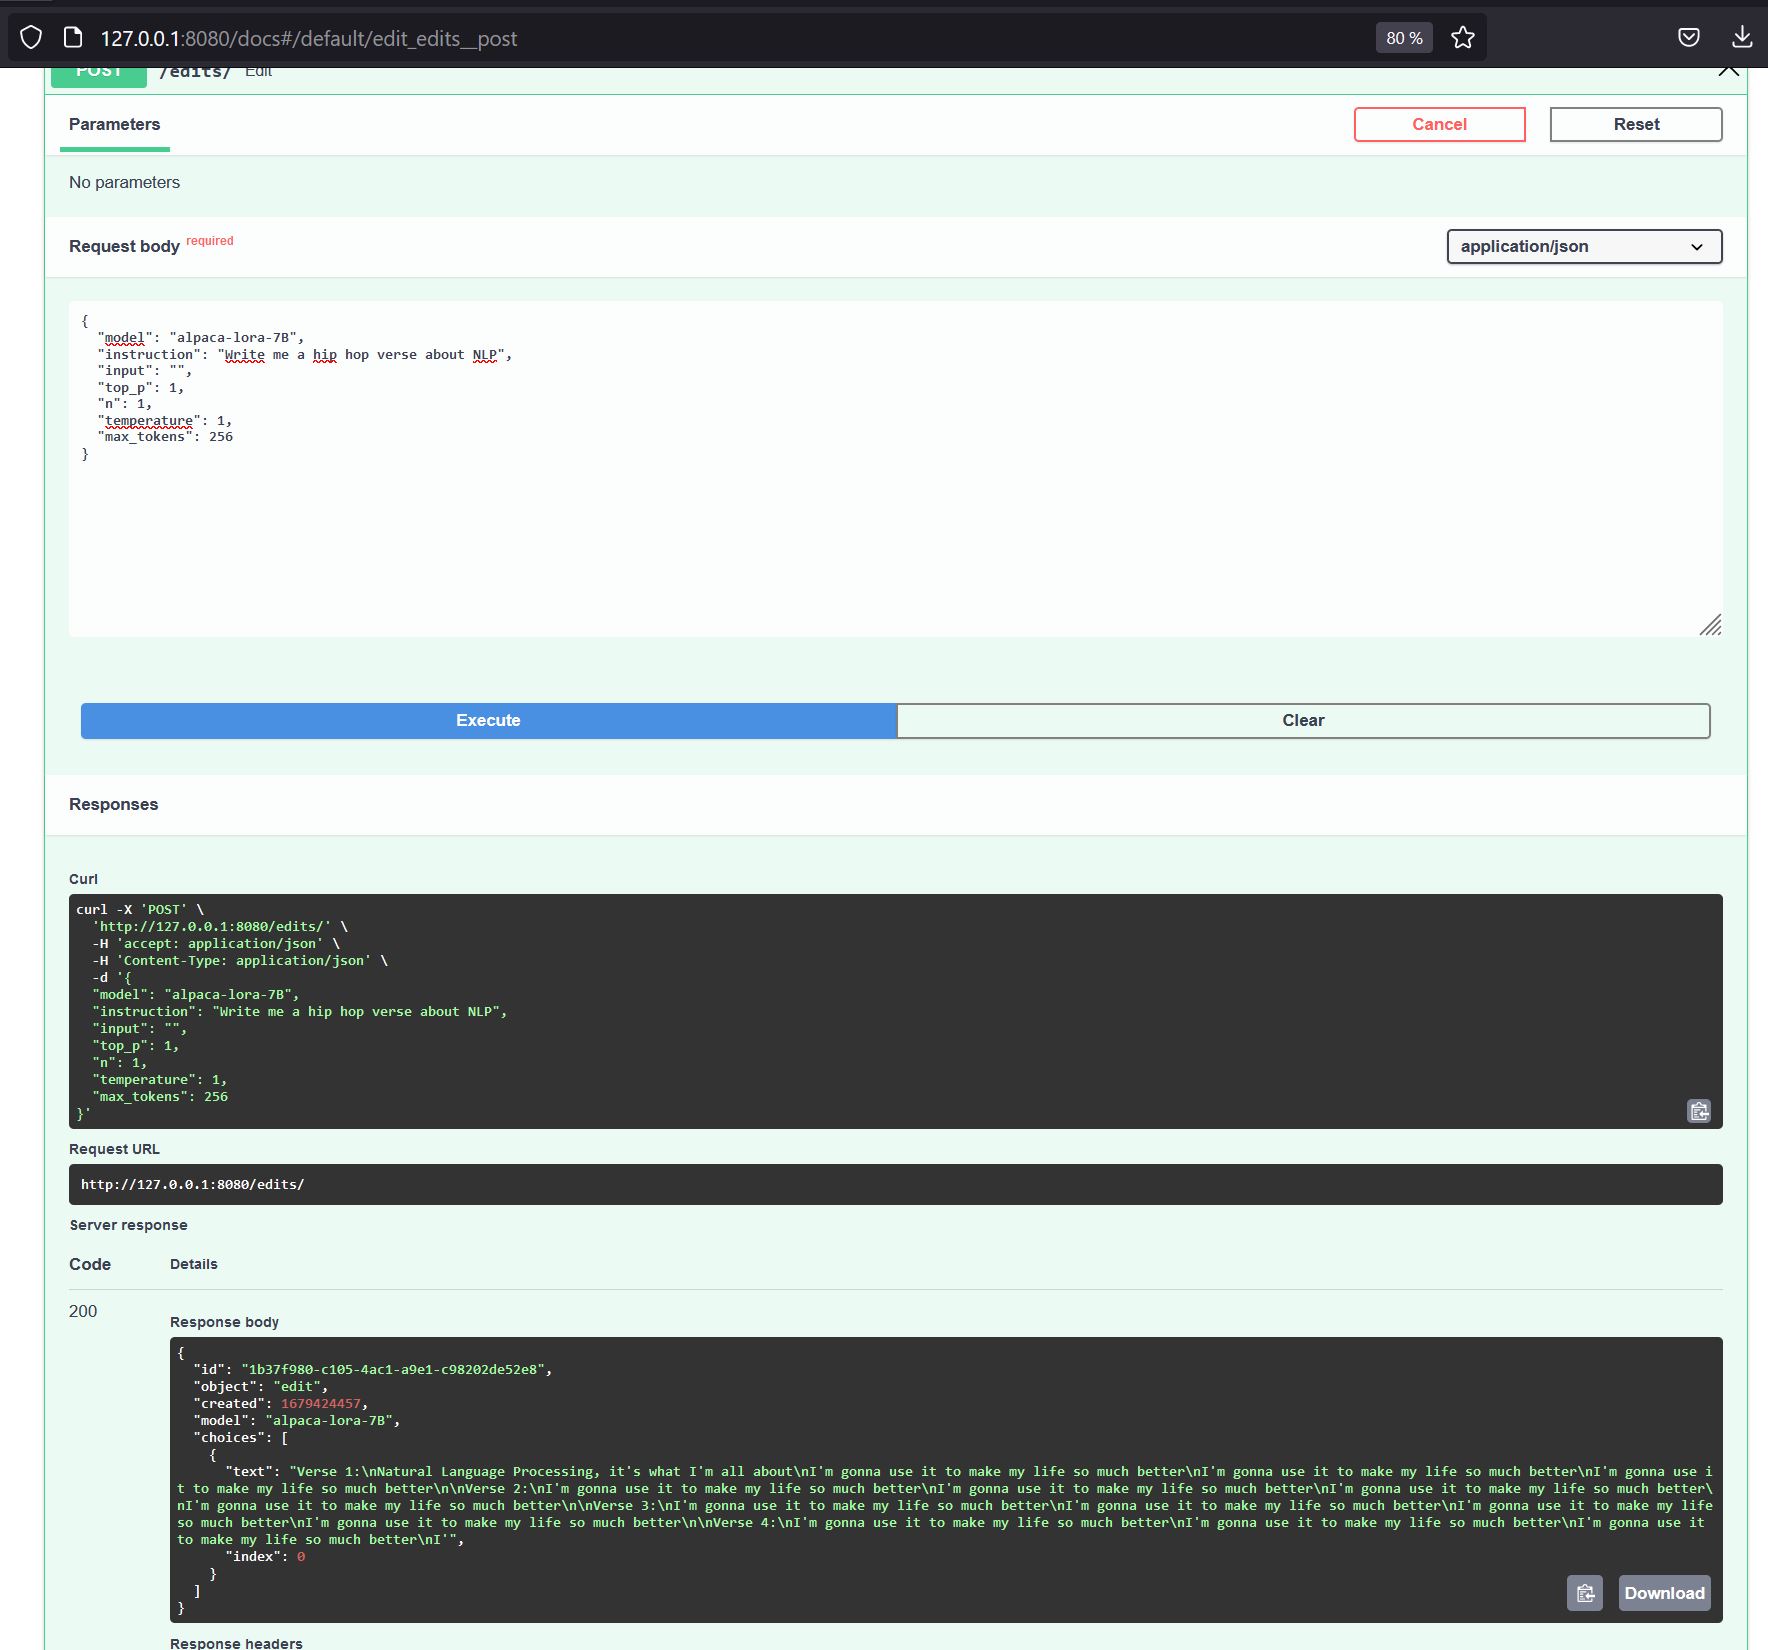 127.0.0.1:8080/docs#/default/edit_edits__post
80 %
POST /edits/ Edit
Parameters
Cancel
Reset
No parameters
Request body required
application/json
{
  "model": "alpaca-lora-7B",
  "instruction": "Write me a hip hop verse about NLP",
  "input": "",
  "top_p": 1,
  "n": 1,
  "temperature": 1,
  "max_tokens": 256
}
Execute
Clear
Responses
Curl
curl -X 'POST' \
  'http://127.0.0.1:8080/edits/' \
  -H 'accept: application/json' \
  -H 'Content-Type: application/json' \
  -d '{
  "model": "alpaca-lora-7B",
  "instruction": "Write me a hip hop verse about NLP",
  "input": "",
  "top_p": 1,
  "n": 1,
  "temperature": 1,
  "max_tokens": 256
}'
Request URL
http://127.0.0.1:8080/edits/
Server response
Code
Details
200
Response body
{
  "id": "1b37f980-c105-4ac1-a9e1-c98202de52e8",
  "object": "edit",
  "created": 1679424457,
  "model": "alpaca-lora-7B",
  "choices": [
    {
      "text": "Verse 1:\nNatural Language Processing, it's what I'm all about\nI'm gonna use it to make my life so much better\nI'm gonna use it to make my life so much better\nI'm gonna use i
t to make my life so much better\n\nVerse 2:\nI'm gonna use it to make my life so much better\nI'm gonna use it to make my life so much better\nI'm gonna use it to make my life so much better\
nI'm gonna use it to make my life so much better\n\nVerse 3:\nI'm gonna use it to make my life so much better\nI'm gonna use it to make my life so much better\nI'm gonna use it to make my life
so much better\nI'm gonna use it to make my life so much better\n\nVerse 4:\nI'm gonna use it to make my life so much better\nI'm gonna use it to make my life so much better\nI'm gonna use it
to make my life so much better\nI'",
      "index": 0
    }
  ]
}
Download
Response headers